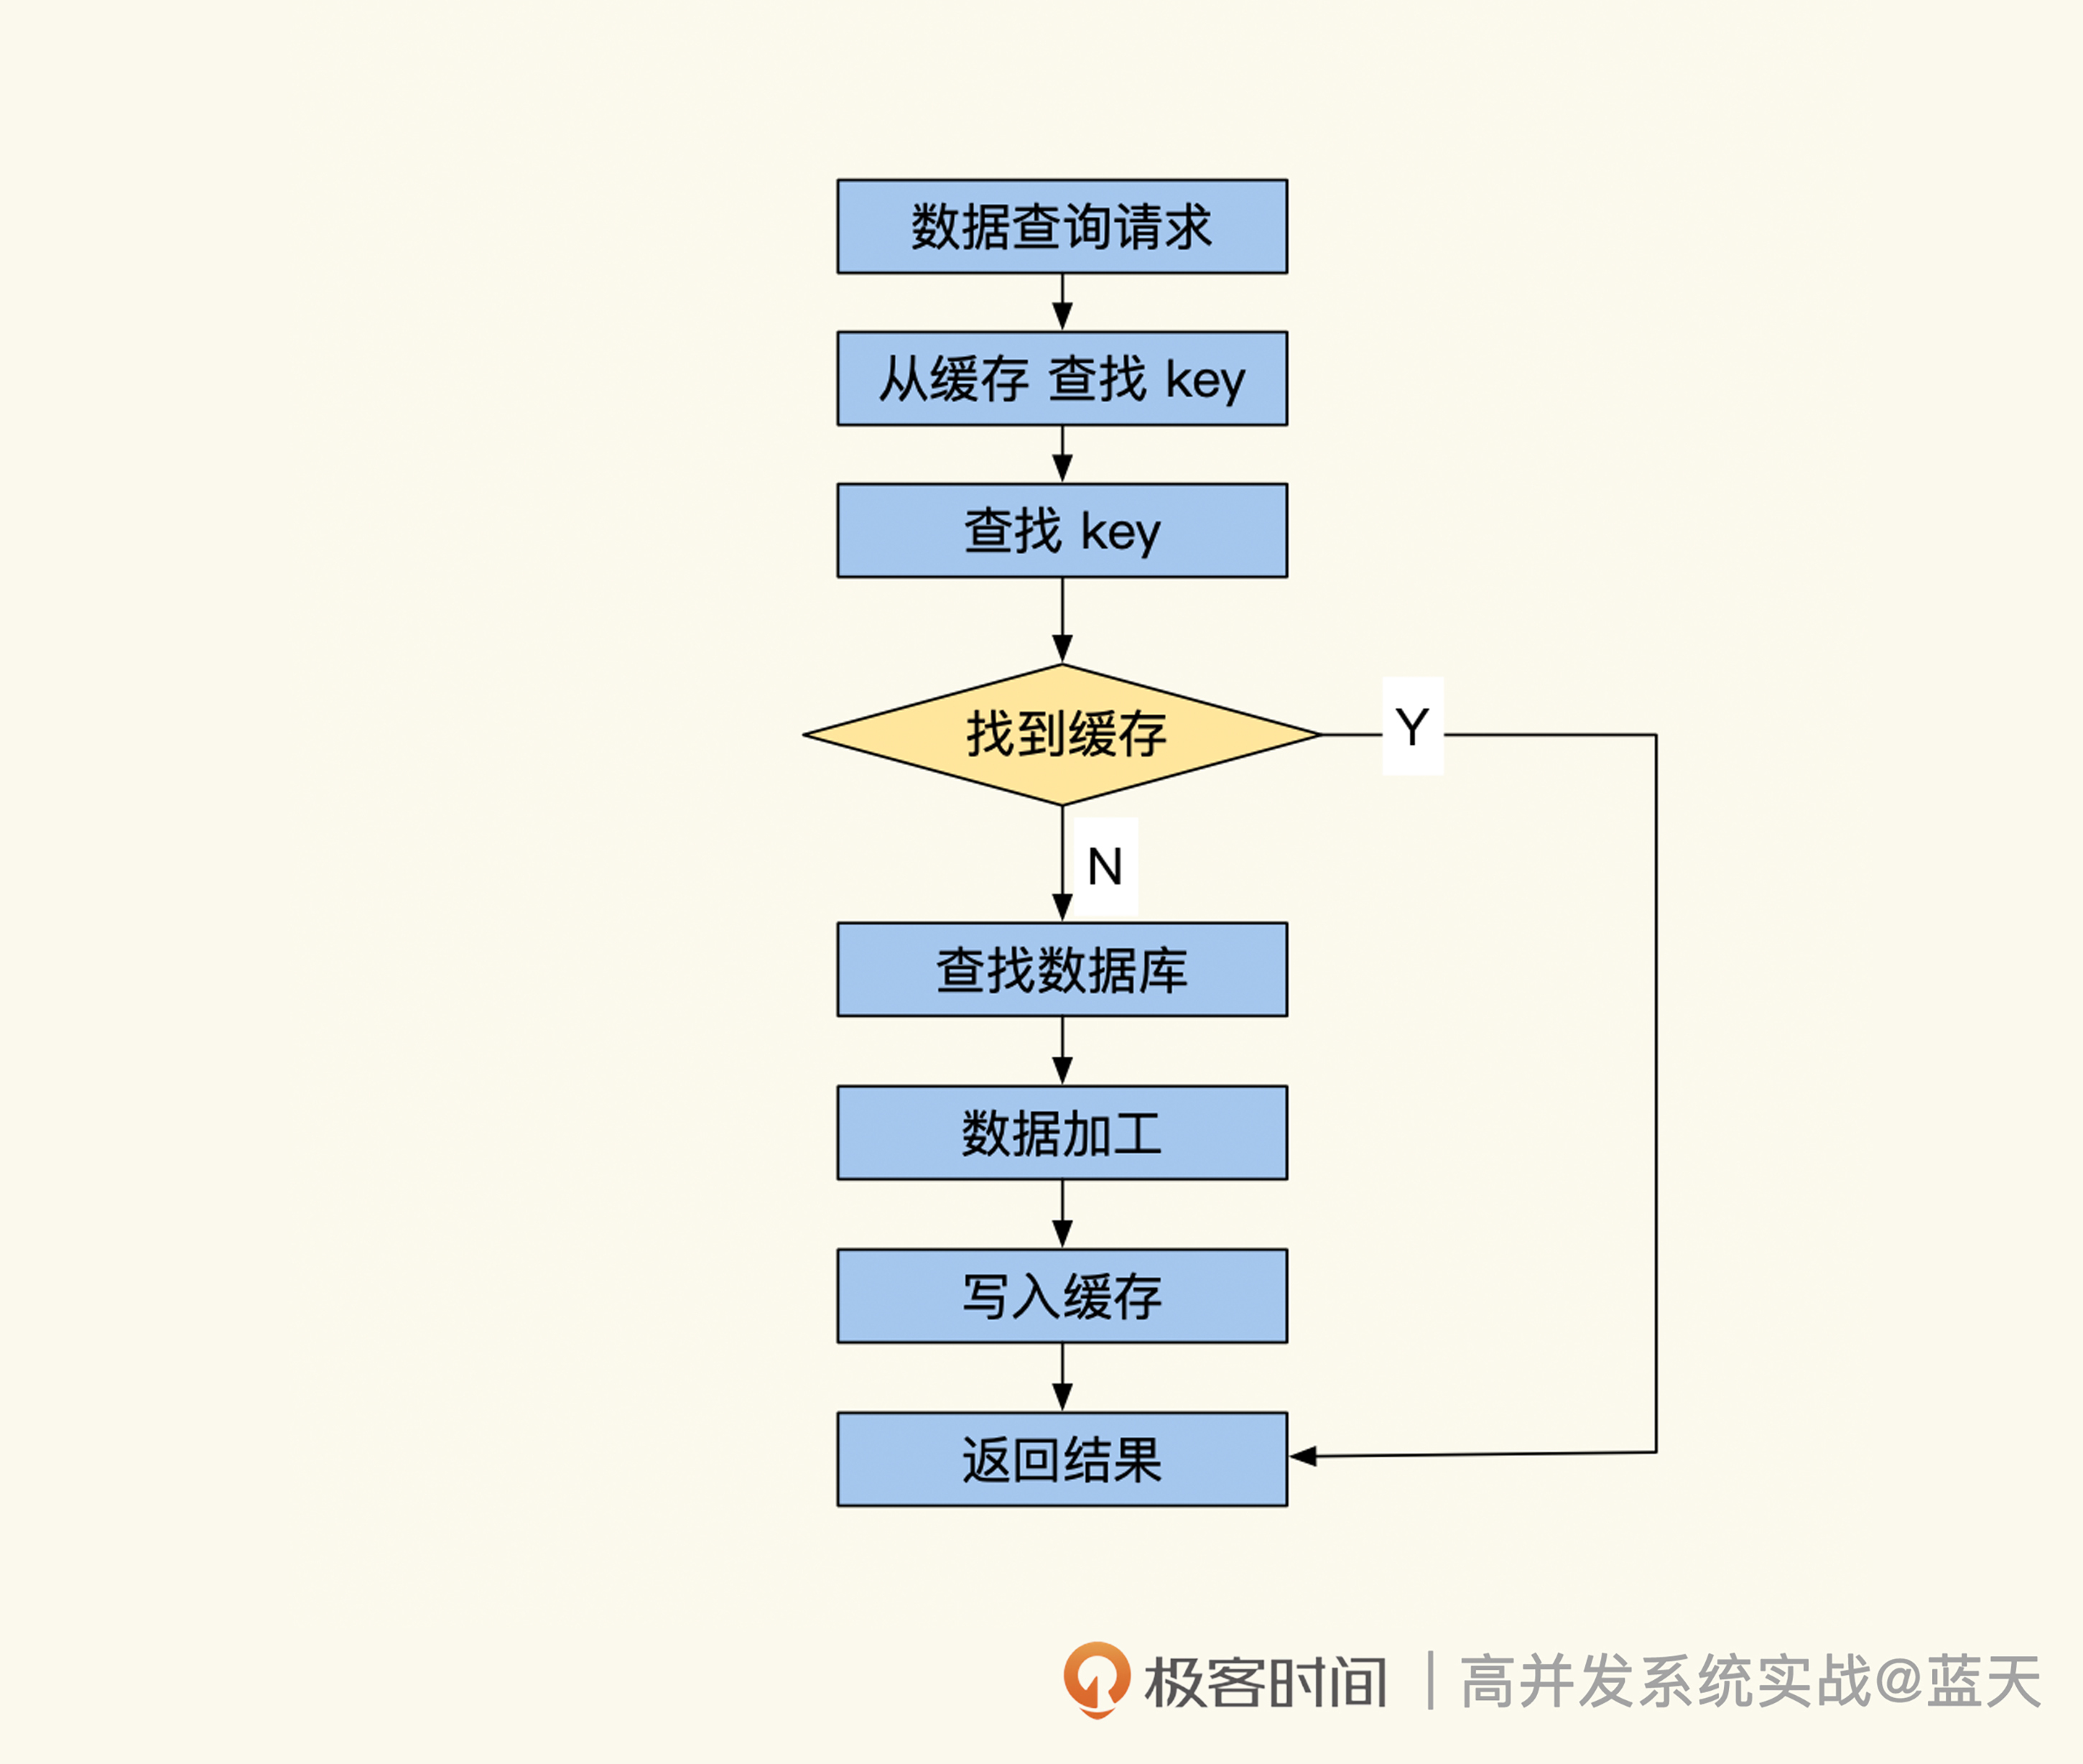 数据查询请求
从缓存 查找 key
查找 key
找到缓存
Y
N
查找数据库
数据加工
写入缓存
返回结果
极客时间
高并发系统实战@蓝天